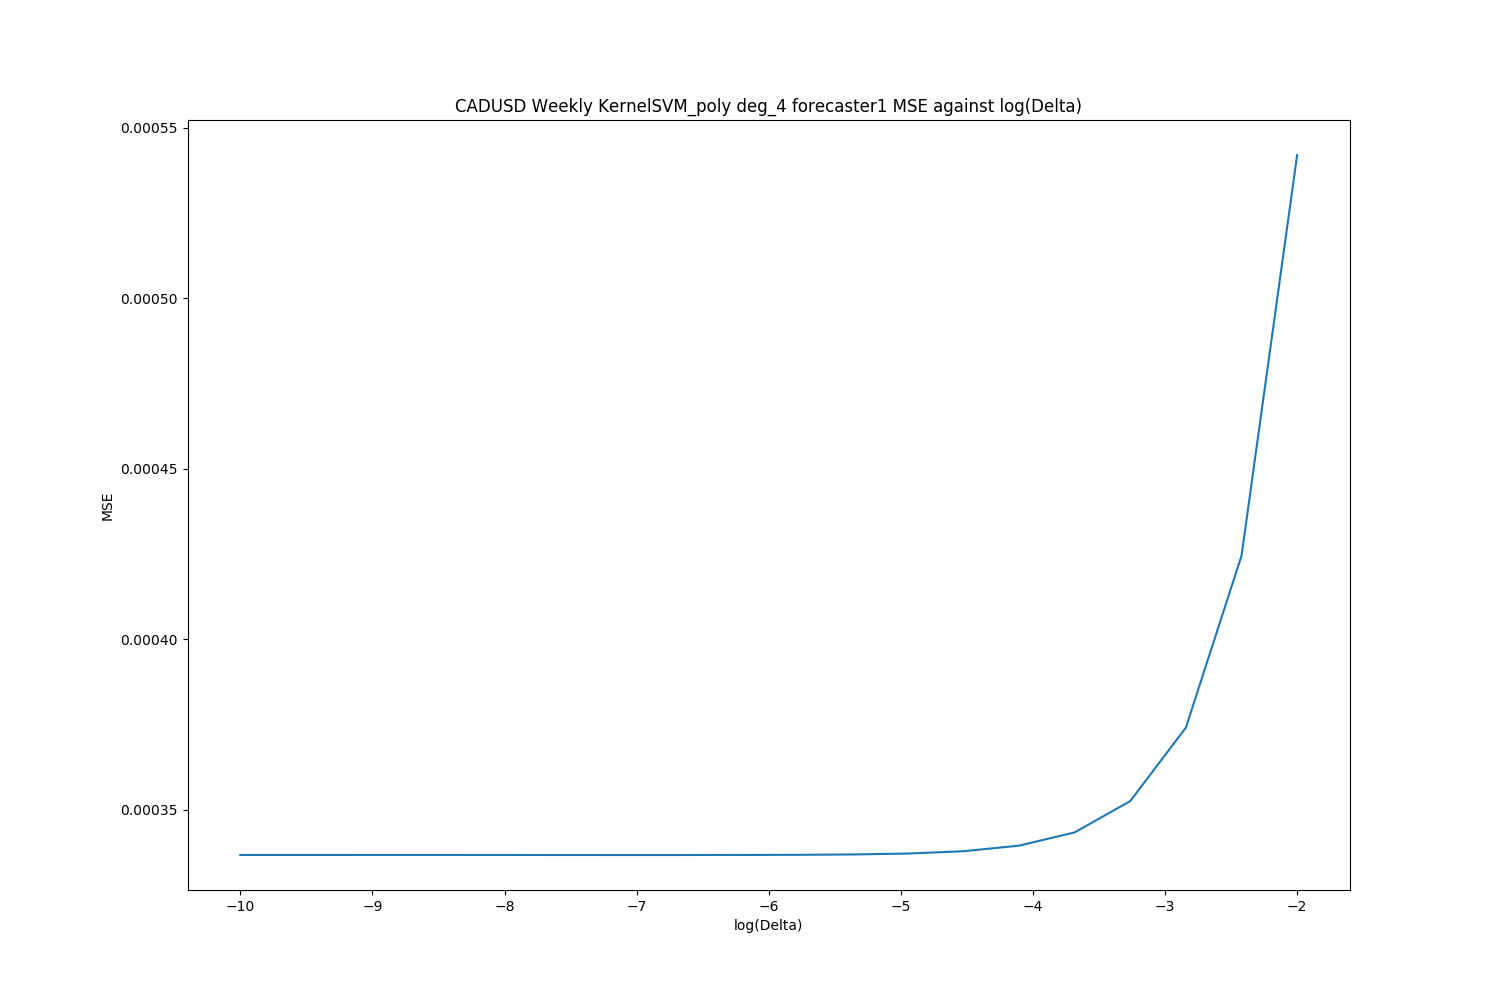 CADUSD Weekly KernelSVM_poly deg_4 forecaster1 MSE against log(Delta)
0.00055
0.00050
0.00045
MSE
0.00040
0.00035
−10 −9 −8 −7 −6 −5 −4 −3 −2
log(Delta)